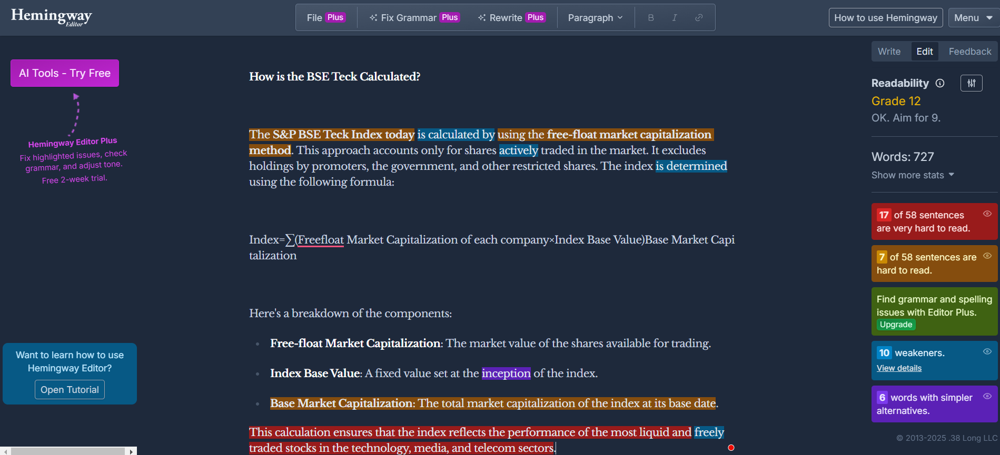 Hemingway
Editor
File Plus
Fix Grammar Plus
Rewrite Plus
Paragraph
B
I
How to use Hemingway
Menu
AI Tools - Try Free
Hemingway Editor Plus
Fix highlighted issues, check
grammar, and adjust tone.
Free 2-week trial.
Want to learn how to use
Hemingway Editor?
Open Tutorial
How is the BSE Teck Calculated?
The S&P BSE Teck Index today is calculated by using the free-float market capitalization
method. This approach accounts only for shares actively traded in the market. It excludes
holdings by promoters, the government, and other restricted shares. The index is determined
using the following formula:
Index=∑(Freefloat Market Capitalization of each company×Index Base Value)Base Market Capi
talization
Here's a breakdown of the components:
Free-float Market Capitalization: The market value of the shares available for trading.
Index Base Value: A fixed value set at the inception of the index.
Base Market Capitalization: The total market capitalization of the index at its base date.
This calculation ensures that the index reflects the performance of the most liquid and freely
traded stocks in the technology, media, and telecom sectors.
Write
Edit
Feedback
Readability
Grade 12
OK. Aim for 9.
Words: 727
Show more stats
17 of 58 sentences
are very hard to read.
7 of 58 sentences are
hard to read.
Find grammar and spelling
issues with Editor Plus.
Upgrade
10 weakeners.
View details
6 words with simpler
alternatives.
© 2013-2025 .38 Long LLC